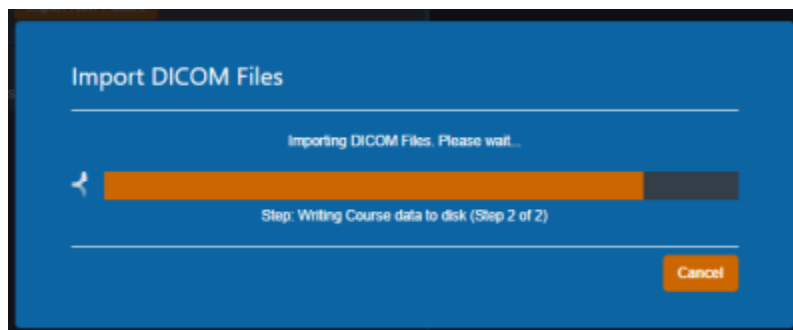 Import DICOM Files
Importing DICOM Files. Please wait...
Step: Writing Course data to disk (Step 2 of 2)
Cancel